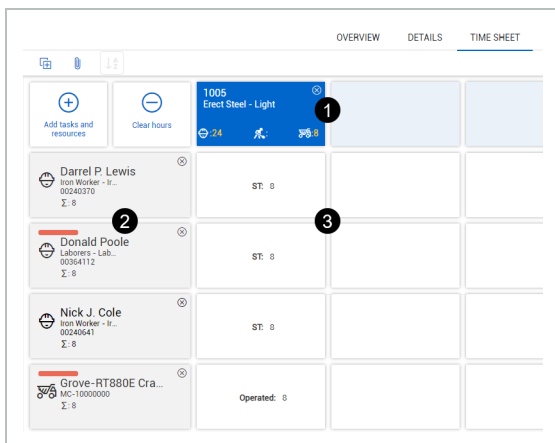 OVERVIEW DETAILS TIME SHEET
Add tasks and
resources
Clear hours
1005
Erect Steel - Light
:24 : :8
1
Darrel P. Lewis
Iron Worker - Ir...
00240370
Σ: 8
2
ST: 8
3
Donald Poole
Laborers - Lab...
00364112
Σ: 8
ST: 8
Nick J. Cole
Iron Worker - Ir...
00240641
Σ: 8
ST: 8
Grove-RT880E Cra...
MC-10000000
Σ: 8
Operated: 8